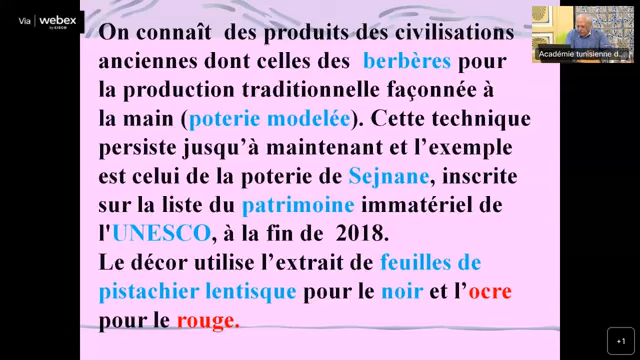 Via webex
by CISCO
On connaît des produits des civilisations
anciennes dont celles des berbères pour
la production traditionnelle façonnée à
la main (poterie modelée). Cette technique
persiste jusqu'à maintenant et l'exemple
est celui de la poterie de Sejnane, inscrite
sur la liste du patrimoine immatériel de
l'UNESCO, à la fin de 2018.
Le décor utilise l'extrait de feuilles de
pistachier lentisque pour le noir et l'ocre
pour le rouge.
Académie tunisienne d...
+1